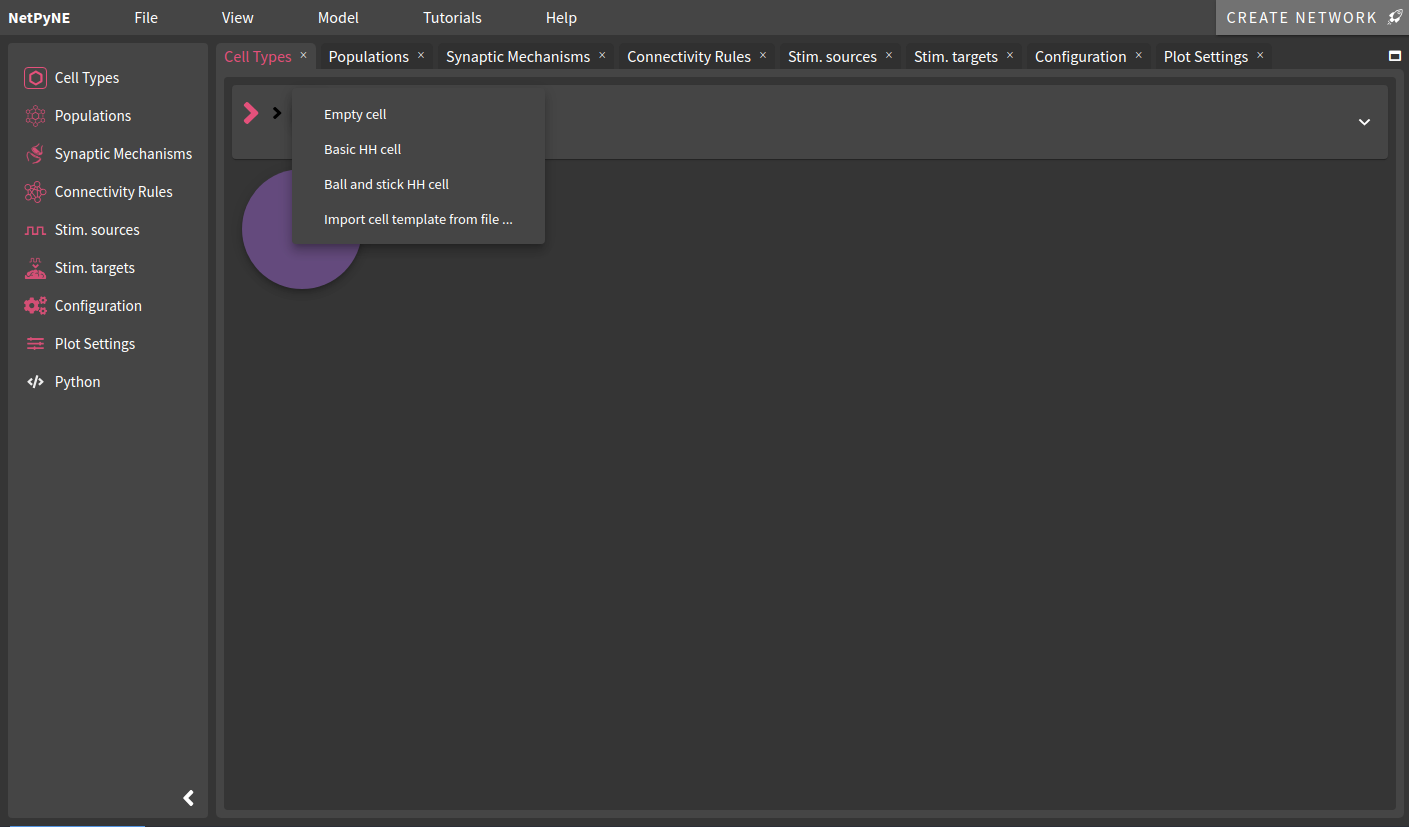 NetPyNE File View Model Tutorials Help CREATE NETWORK
Cell Types
Populations
Synaptic Mechanisms
Connectivity Rules
Stim. sources
Stim. targets
Configuration
Plot Settings
Python
Cell Types × Populations × Synaptic Mechanisms × Connectivity Rules × Stim. sources × Stim. targets × Configuration × Plot Settings ×
Empty cell
Basic HH cell
Ball and stick HH cell
Import cell template from file ...